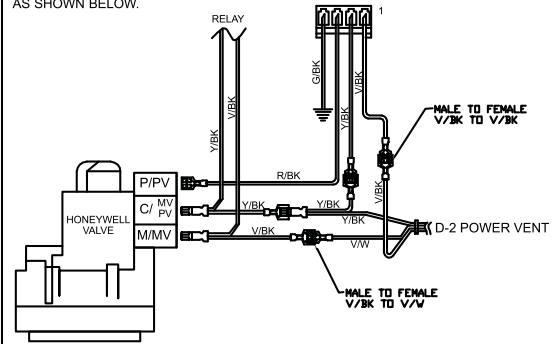 AS SHOWN BELOW.
RELAY
1
G/BK
Y/BK
V/BK
Y/BK
V/BK
MALE TO FEMALE
V/BK TO V/BK
P/PV
R/BK
V/BK
C/ MV
PV
Y/BK
Y/BK
Y/BK
HONEYWELL
VALVE
M/MV
V/BK
V/W
D-2 POWER VENT
MALE TO FEMALE
V/BK TO V/W